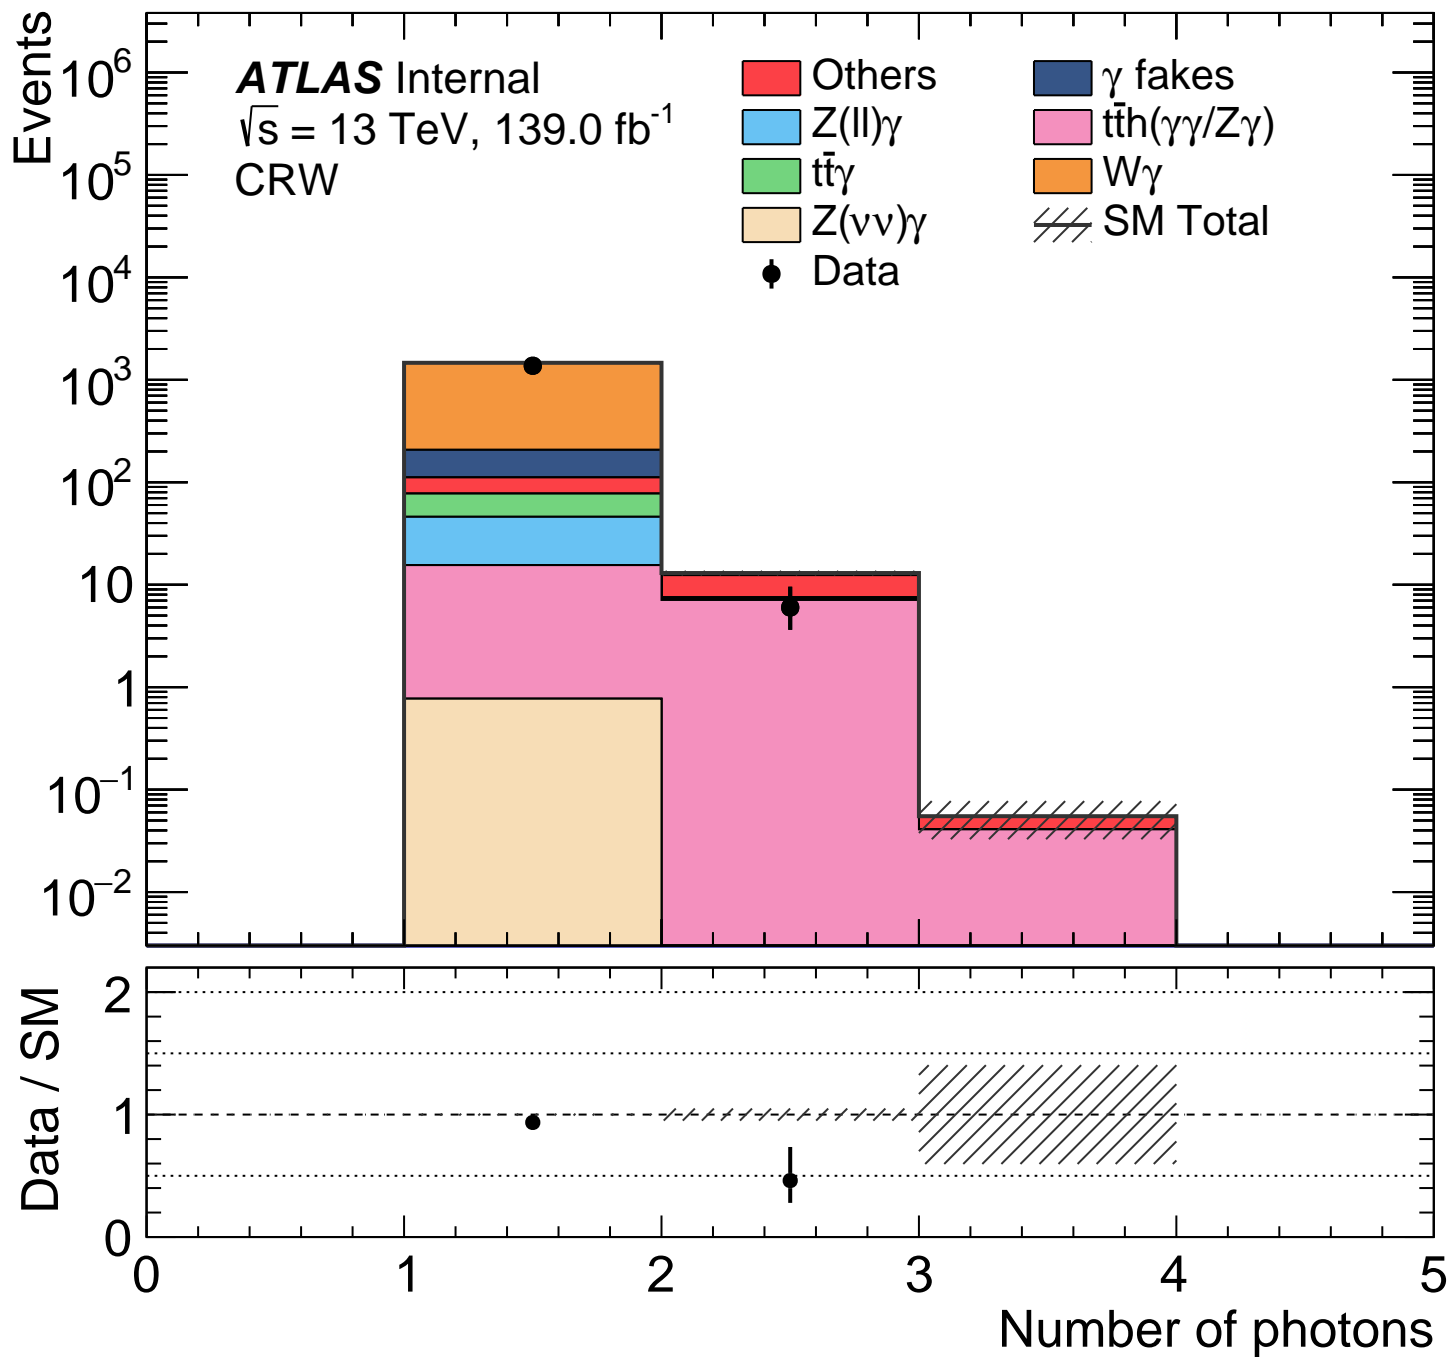 Events
10⁶
10⁵
10⁴
10³
10²
10
1
10⁻¹
10⁻²
ATLAS Internal
√s = 13 TeV, 139.0 fb⁻¹
CRW
Others
γ fakes
Z(ll)γ
tt̄h(γγ/Zγ)
tt̄γ
Wγ
Z(νν)γ
SM Total
Data
Data / SM
2
1
0
0 1 2 3 4 5
Number of photons